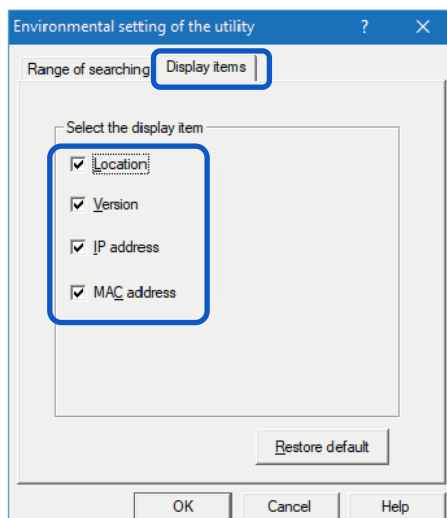 Environmental setting of the utility ? ×
Range of searching Display items
Select the display item
Location
Version
IP address
MAC address
Restore default
OK Cancel Help